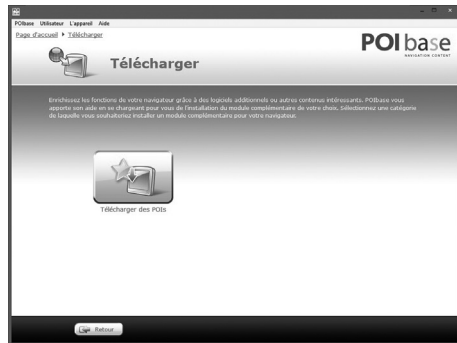 POIbase Utilisateur L'appareil Aide
Page d'accueil Télécharger
POIbase
NAVIGATION CONTENT
Télécharger
Enrichissez les fonctions de votre navigateur grâce à des logiciels additionnels ou autres contenus intéressants. POIbase vous
apporte son aide en se chargeant pour vous de l'installation du module complémentaire de votre choix. Sélectionnez une catégorie
de laquelle vous souhaiteriez installer un module complémentaire pour votre navigateur.
Télécharger des POIs
Retour